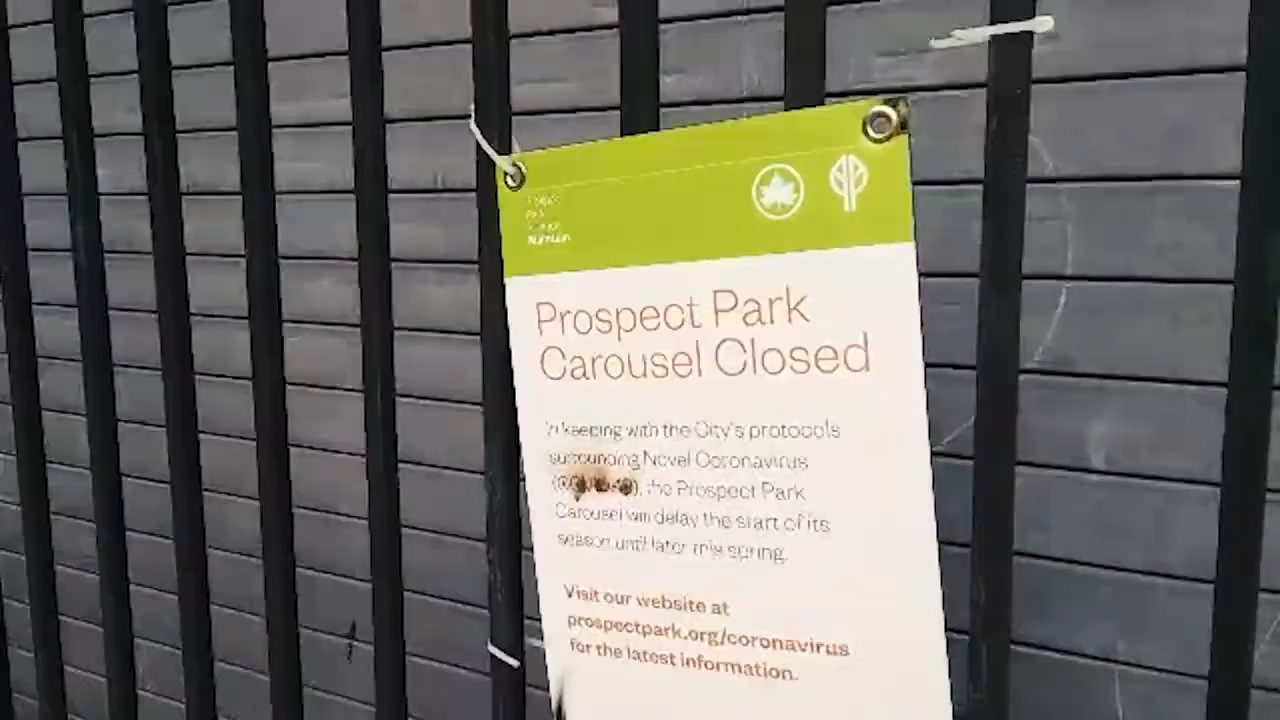 Prospect Park
Carousel Closed
In keeping with the City's protocols
surrounding Novel Coronavirus
the Prospect Park
Carousel will delay the start of its
season until later this spring.
Visit our website at
prospectpark.org/coronavirus
for the latest information.